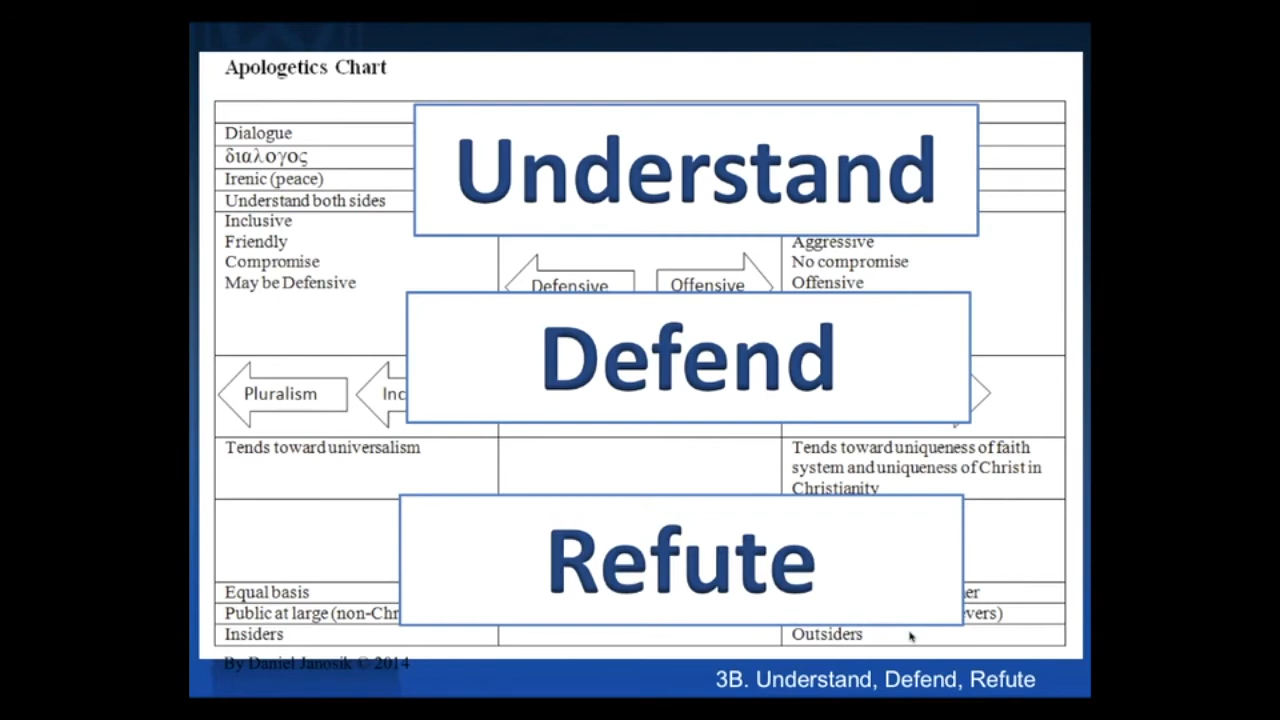 Apologetics Chart
Understand
Dialogue
διαλογος
Irenic (peace)
Understand both sides
Inclusive
Friendly
Compromise
May be Defensive
Defensive
Offensive
Aggressive
No compromise
Offensive
Defend
Pluralism
Tends toward universalism
Tends toward uniqueness of faith
system and uniqueness of Christ in
Christianity
Refute
Equal basis
Public at large
Insiders
Outsiders
By Daniel Janosik © 2014
3B. Understand, Defend, Refute